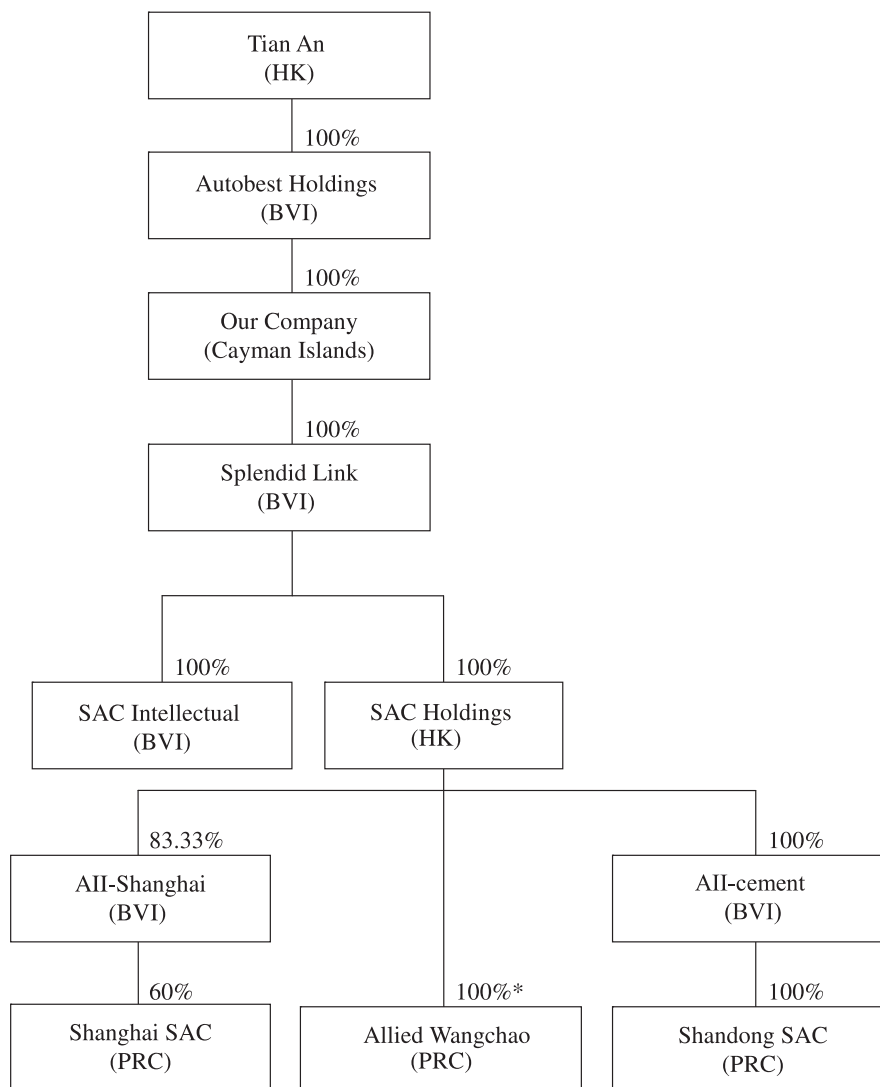 Tian An
(HK)
100%
Autobest Holdings
(BVI)
100%
Our Company
(Cayman Islands)
100%
Splendid Link
(BVI)
100%
100%
SAC Intellectual
(BVI)
SAC Holdings
(HK)
83.33%
100%
AII-Shanghai
(BVI)
AII-cement
(BVI)
60%
100%*
100%
Shanghai SAC
(PRC)
Allied Wangchao
(PRC)
Shandong SAC
(PRC)